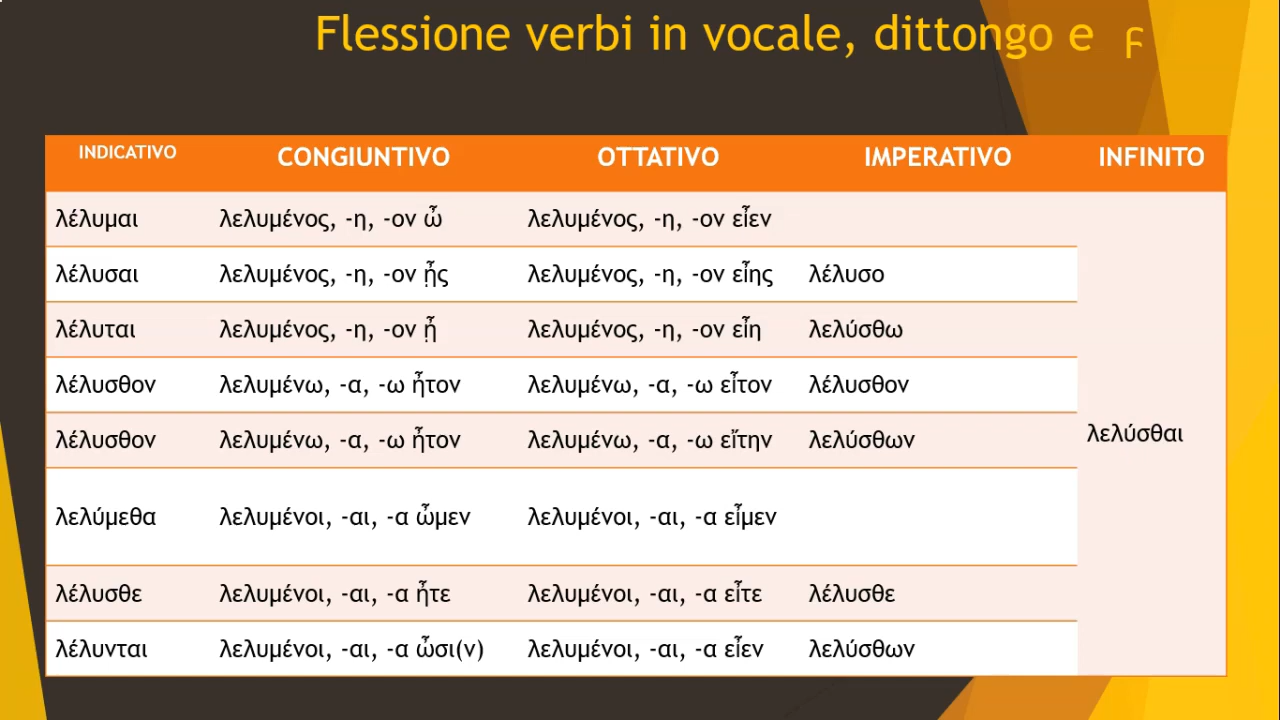 Flessione verbi in vocale, dittongo e ϝ
INDICATIVO CONGIUNTIVO OTTATIVO IMPERATIVO INFINITO
λέλυμαι λελυμένος, -η, -ον ὦ λελυμένος, -η, -ον εἶεν
λέλυσαι λελυμένος, -η, -ον ᾖς λελυμένος, -η, -ον εἶης λέλυσο
λέλυται λελυμένος, -η, -ον ᾖ λελυμένος, -η, -ον εἶη λελύσθω
λέλυσθον λελυμένω, -α, -ω ἦτον λελυμένω, -α, -ω εἶτον λέλυσθον
λέλυσθον λελυμένω, -α, -ω ἦτον λελυμένω, -α, -ω εἴτην λελύσθων
λελύσθαι
λελύμεθα λελυμένοι, -αι, -α ὦμεν λελυμένοι, -αι, -α εἶμεν
λέλυσθε λελυμένοι, -αι, -α ἦτε λελυμένοι, -αι, -α εἶτε λέλυσθε
λέλυνται λελυμένοι, -αι, -α ὦσι(ν) λελυμένοι, -αι, -α εἶεν λελύσθων